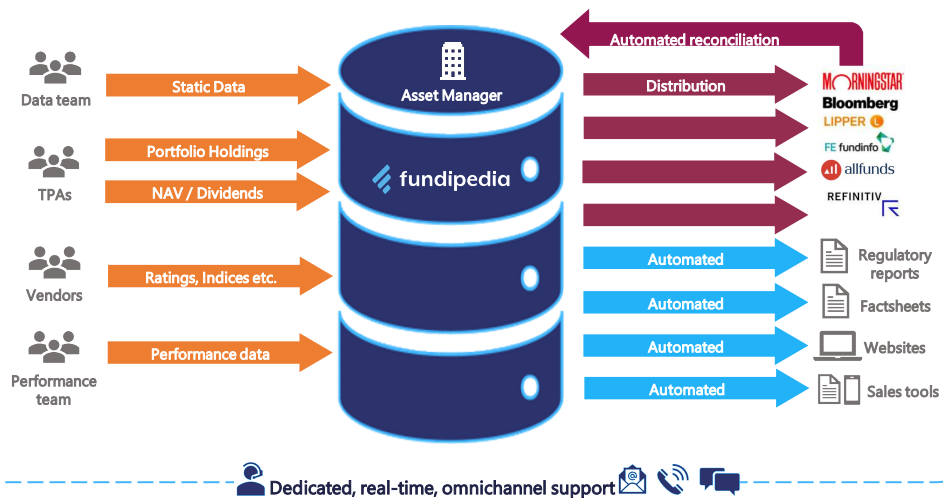 Automated reconciliation
Data team
Static Data
Asset Manager
Distribution
MORNINGSTAR
Bloomberg
LIPPER L
TPAs
Portfolio Holdings
NAV / Dividends
fundipedia
FE fundinfo
allfunds
REFINITIV
Vendors
Ratings, Indices etc.
Automated
Regulatory
reports
Automated
Factsheets
Performance
team
Performance data
Automated
Websites
Automated
Sales tools
Dedicated, real-time, omnichannel support
@